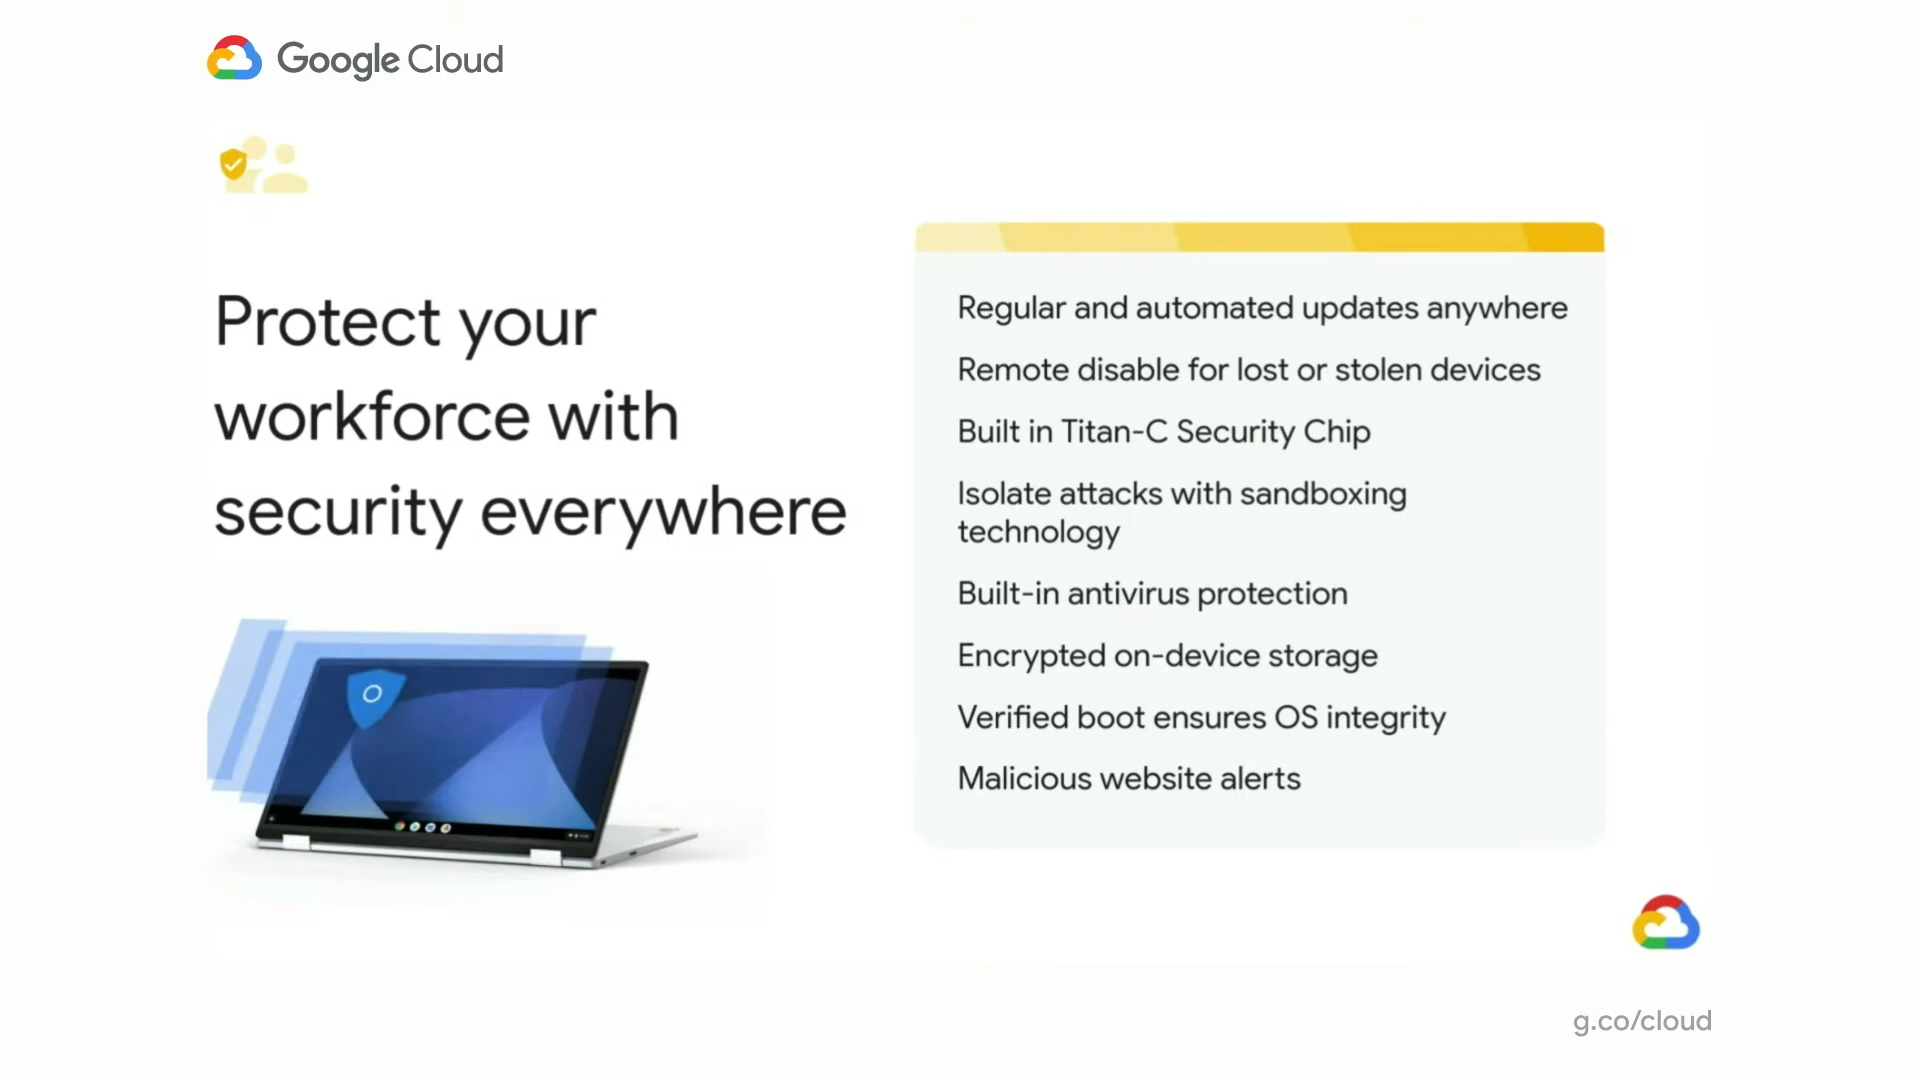 Google Cloud
Protect your
workforce with
security everywhere
Regular and automated updates anywhere
Remote disable for lost or stolen devices
Built in Titan-C Security Chip
Isolate attacks with sandboxing
technology
Built-in antivirus protection
Encrypted on-device storage
Verified boot ensures OS integrity
Malicious website alerts
g.co/cloud